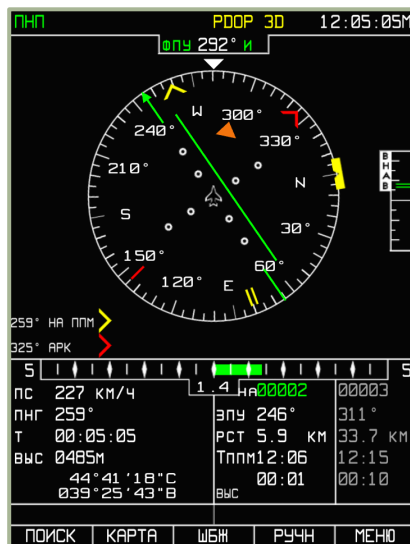 ПНП PDOP 3D 12:05:05М
ФПУ 292° И
W 300°
240° 330°
210° N
S 30°
150° 60°
120° E
ВНАВ
259° НА ППМ
325° АРК
5 5
1.4
ПС 227 КМ/Ч НА00002 00003
ПНГ 259° ЗПУ 246° 311°
Т 00:05:05 РСТ 5.9 КМ 33.7 КМ
ВЫС 0485М Тппм12:06 12:15
44°41'18"С 00:01 00:10
039°25'43"В ВЫС
ПОИСК КАРТА ШБЖ РУЧН МЕНЮ